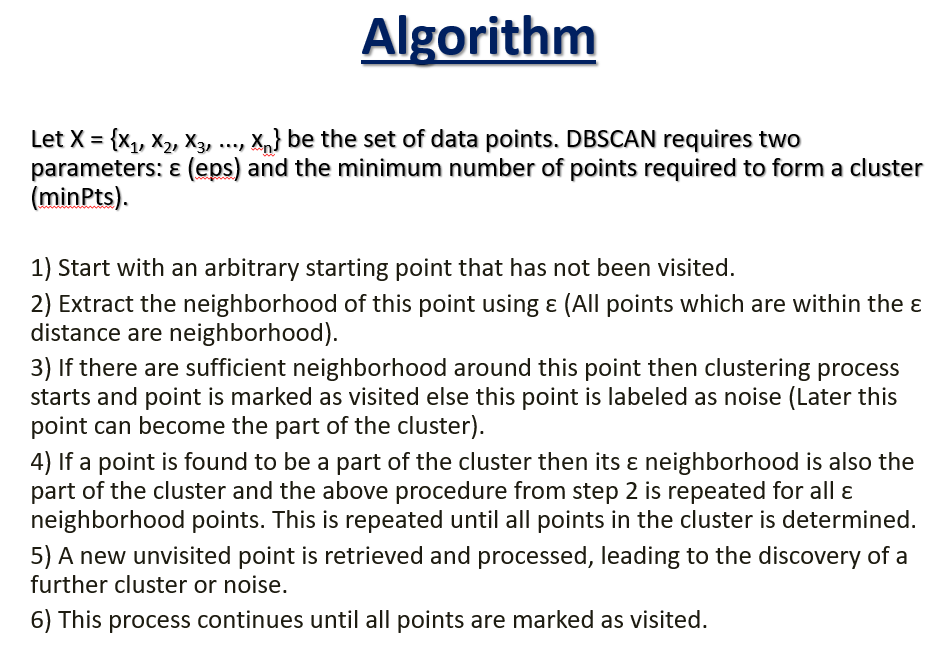 Algorithm
Let X = {x₁, x₂, x₃, ..., xₙ} be the set of data points. DBSCAN requires two
parameters: ε (eps) and the minimum number of points required to form a cluster
(minPts).
1) Start with an arbitrary starting point that has not been visited.
2) Extract the neighborhood of this point using ε (All points which are within the ε
distance are neighborhood).
3) If there are sufficient neighborhood around this point then clustering process
starts and point is marked as visited else this point is labeled as noise (Later this
point can become the part of the cluster).
4) If a point is found to be a part of the cluster then its ε neighborhood is also the
part of the cluster and the above procedure from step 2 is repeated for all ε
neighborhood points. This is repeated until all points in the cluster is determined.
5) A new unvisited point is retrieved and processed, leading to the discovery of a
further cluster or noise.
6) This process continues until all points are marked as visited.